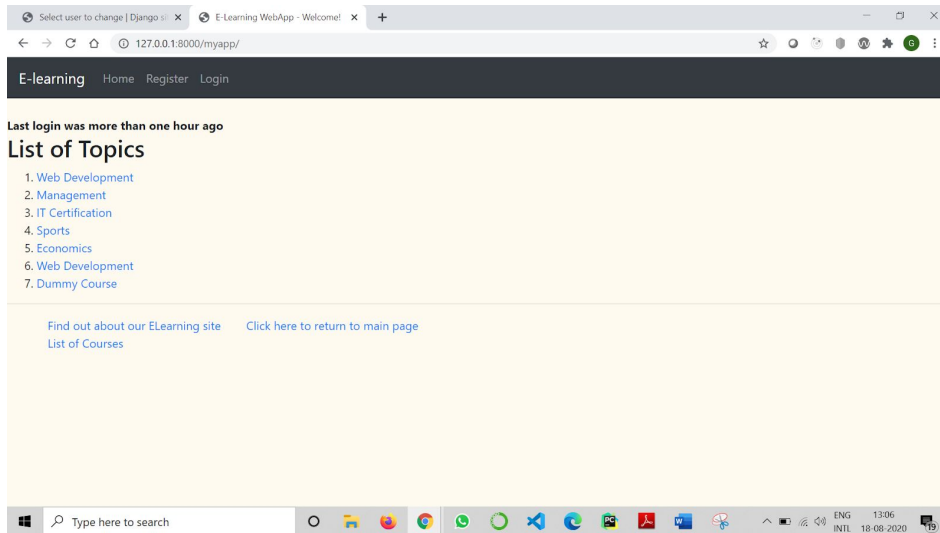 Select user to change | Django si
E-Learning WebApp - Welcome!
127.0.0.1:8000/myapp/
G
E-learning Home Register Login
Last login was more than one hour ago
List of Topics
1. Web Development
2. Management
3. IT Certification
4. Sports
5. Economics
6. Web Development
7. Dummy Course
Find out about our ELearning site Click here to return to main page
List of Courses
Type here to search
PC
ENG 13:06
INTL 18-08-2020
19